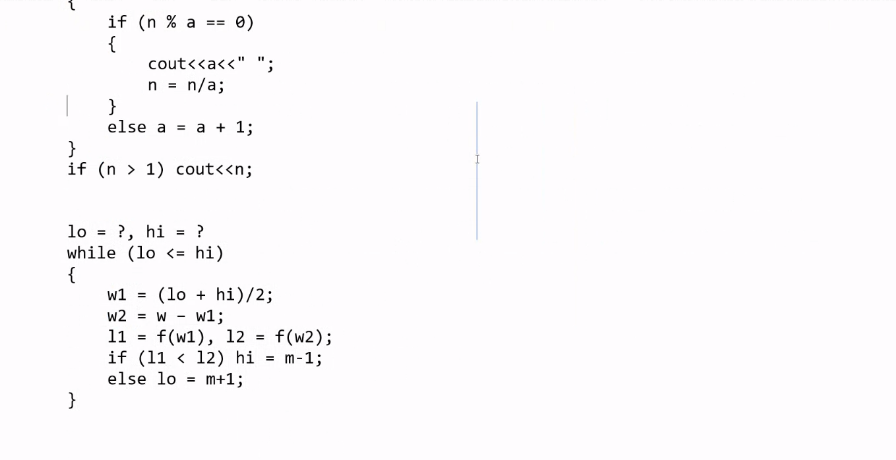 {
if (n % a == 0)
{
cout<<a<<" ";
n = n/a;
}
else a = a + 1;
}
if (n > 1) cout<<n;
lo = ?, hi = ?
while (lo <= hi)
{
w1 = (lo + hi)/2;
w2 = w - w1;
l1 = f(w1), l2 = f(w2);
if (l1 < l2) hi = m-1;
else lo = m+1;
}